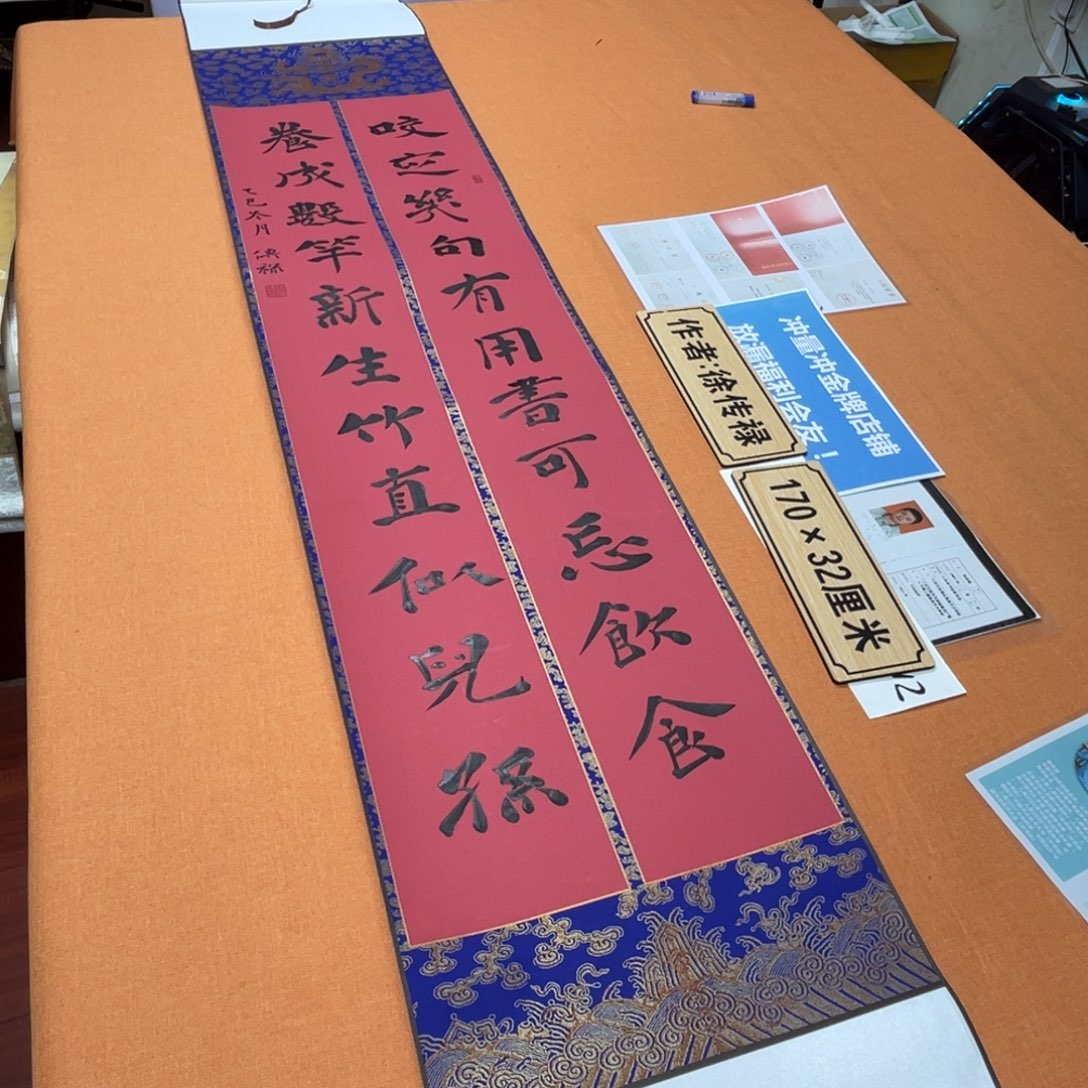 咬定幾句有用書可忘飲食
養成數竿新生竹直似兒孫
乙巳冬月 傳祿
冲量冲金牌店铺
放漏福利会友！
作者:徐传禄
170×32厘米